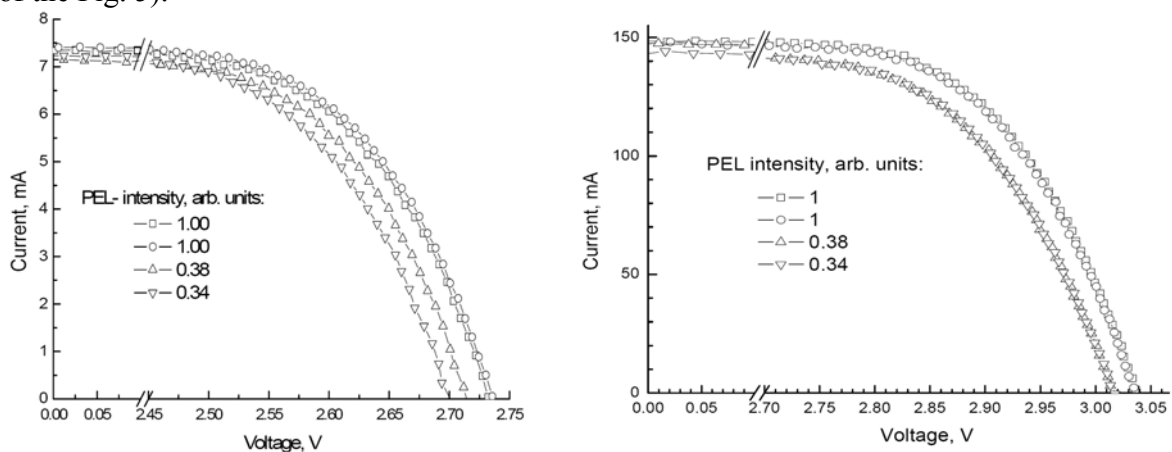 of the Fig. 5).
8
7
6
5
4
3
2
1
0
Current, mA
PEL- intensity, arb. units:
1.00
1.00
0.38
0.34
0.00 0.05 2.45 2.50 2.55 2.60 2.65 2.70 2.75
Voltage, V
150
100
50
0
Current, mA
PEL intensity, arb. units:
1
1
0.38
0.34
0.00 0.05 2.70 2.75 2.80 2.85 2.90 2.95 3.00 3.05
Voltage, V